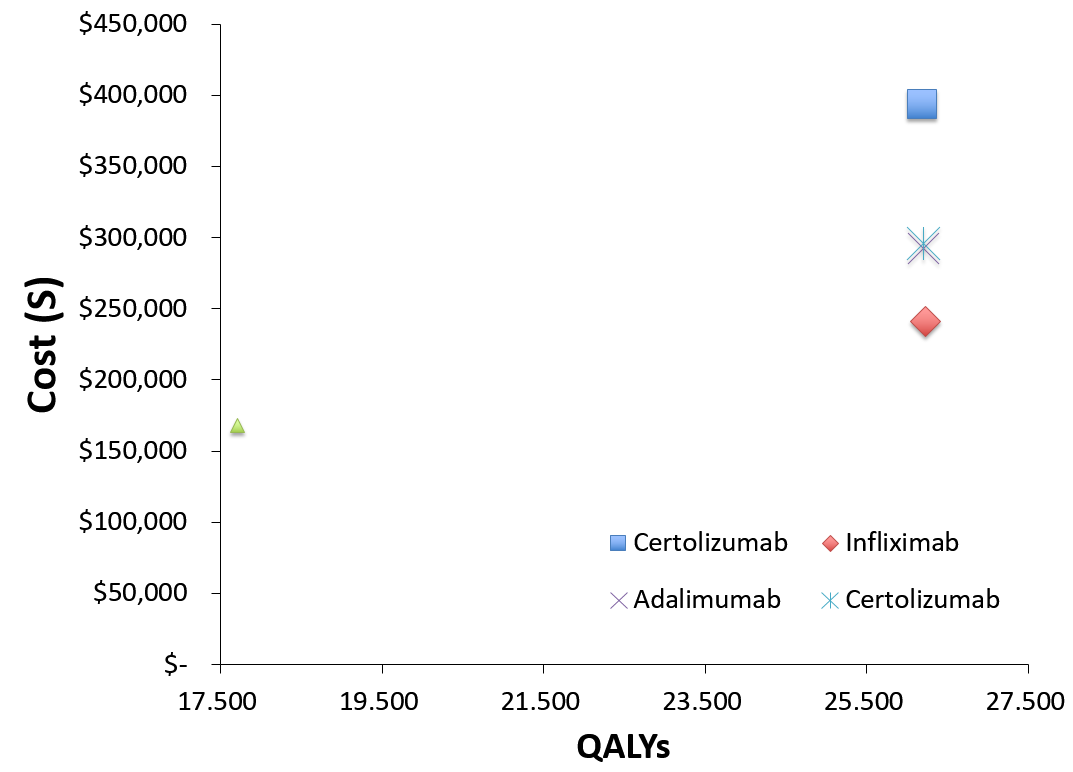 $450,000
$400,000
$350,000
$300,000
$250,000
$200,000
$150,000
$100,000
$50,000
$-
Cost (S)
17.500 19.500 21.500 23.500 25.500 27.500
QALYs
Certolizumab Infliximab
Adalimumab Certolizumab